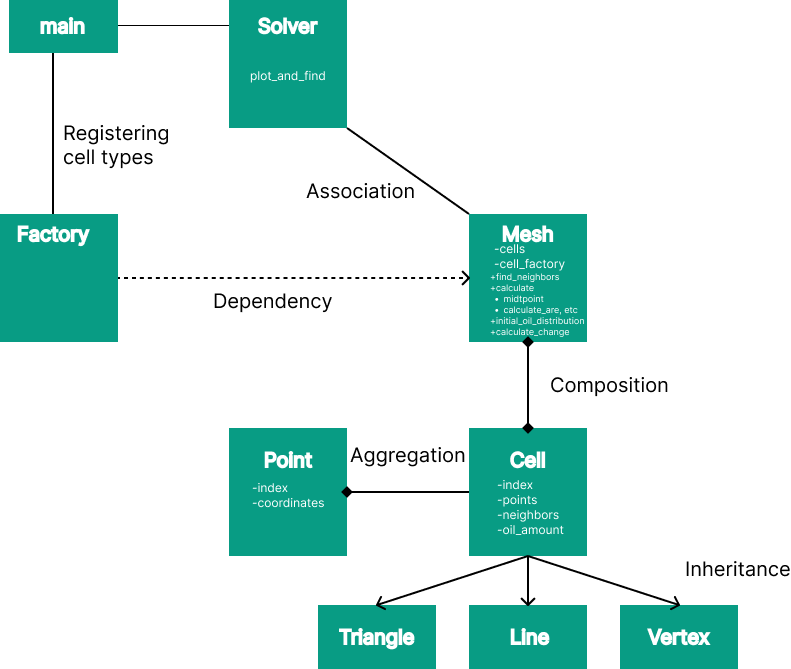 main
Solver
plot_and_find
Registering
cell types
Association
Factory
Mesh
-cells
-cell_factory
+find_neighbors
+calculate
• midtpoint
• calculate_are, etc
+initial_oil_distribution
+calculate_change
Dependency
Composition
Point
-index
-coordinates
Aggregation
Cell
-index
-points
-neighbors
-oil_amount
Inheritance
Triangle
Line
Vertex